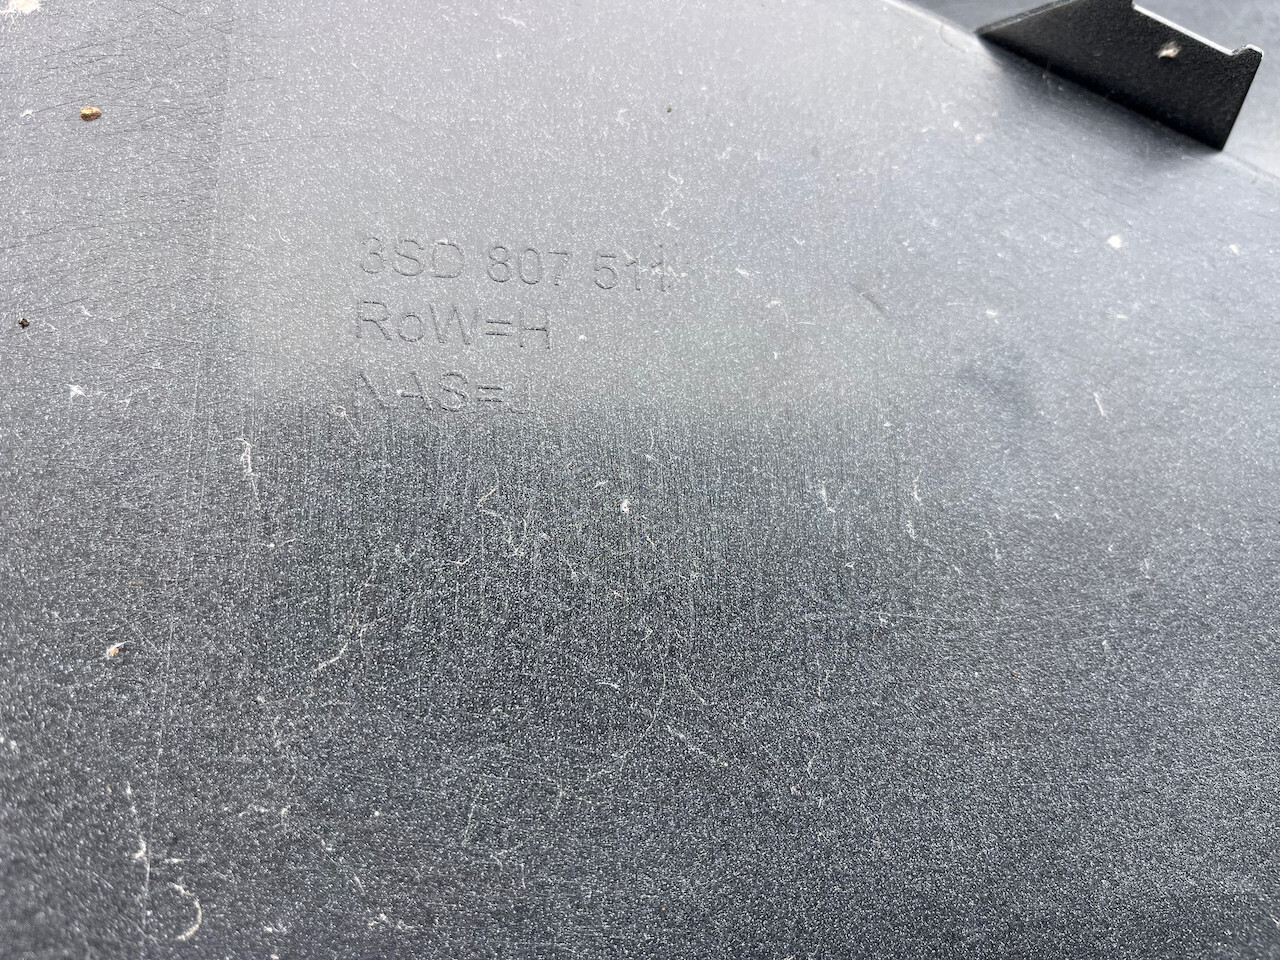 3SD 807 511
RoW=H
NAS=J